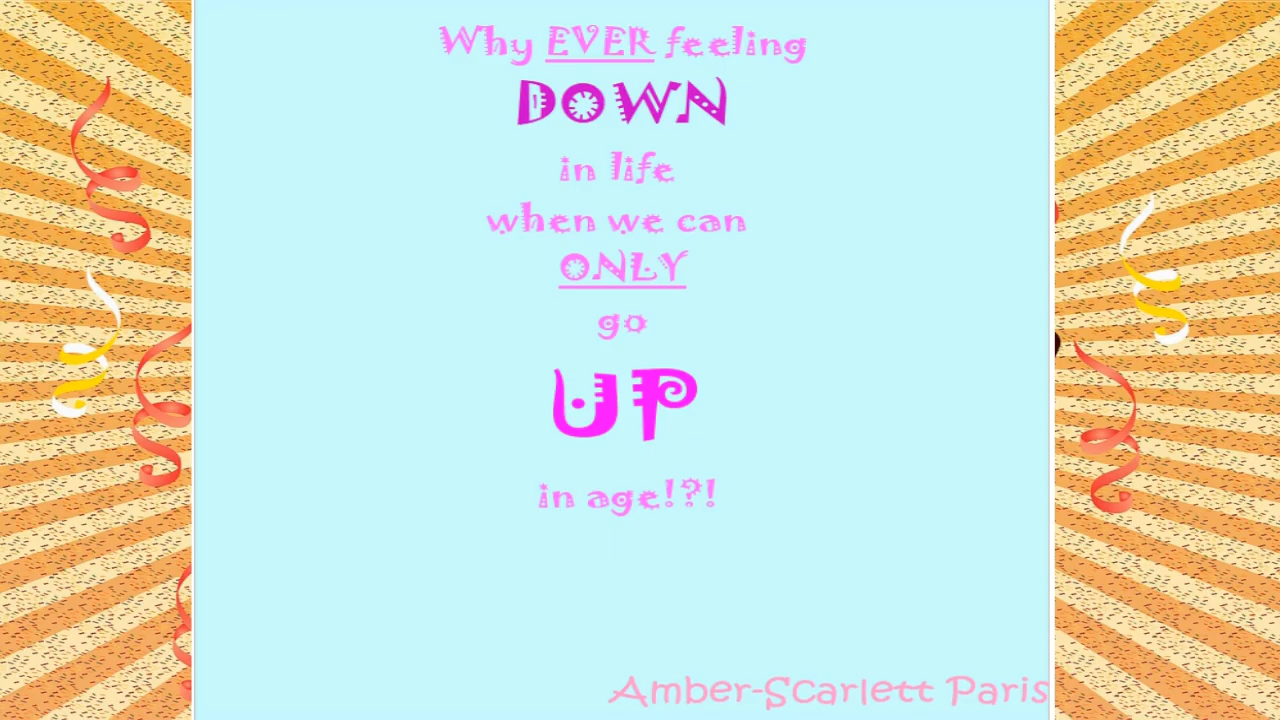 Why EVER feeling
DOWN
in life
when we can
ONLY
go
UP
in age!?!
Amber-Scarlett Paris